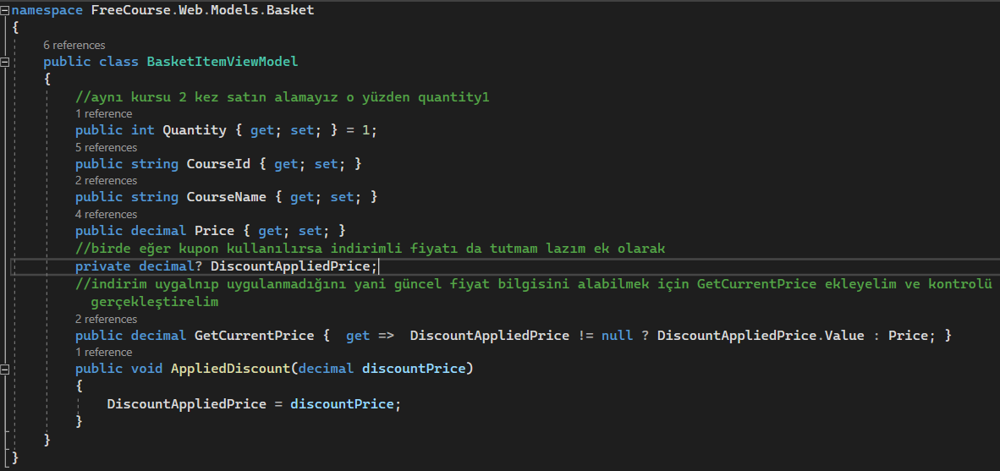 namespace FreeCourse.Web.Models.Basket
{
6 references
public class BasketItemViewModel
{
//aynı kursu 2 kez satın alamayız o yüzden quantity1
1 reference
public int Quantity { get; set; } = 1;
5 references
public string CourseId { get; set; }
2 references
public string CourseName { get; set; }
4 references
public decimal Price { get; set; }
//birde eğer kupon kullanılırsa indirimli fiyatı da tutmam lazım ek olarak
private decimal? DiscountAppliedPrice;
//indirim uygalnıp uygulanmadığını yani güncel fiyat bilgisini alabilmek için GetCurrentPrice ekleyelim ve kontrolü
gerçekleştirelim
2 references
public decimal GetCurrentPrice {  get =>  DiscountAppliedPrice != null ? DiscountAppliedPrice.Value : Price; }
1 reference
public void AppliedDiscount(decimal discountPrice)
{
DiscountAppliedPrice = discountPrice;
}
}
}